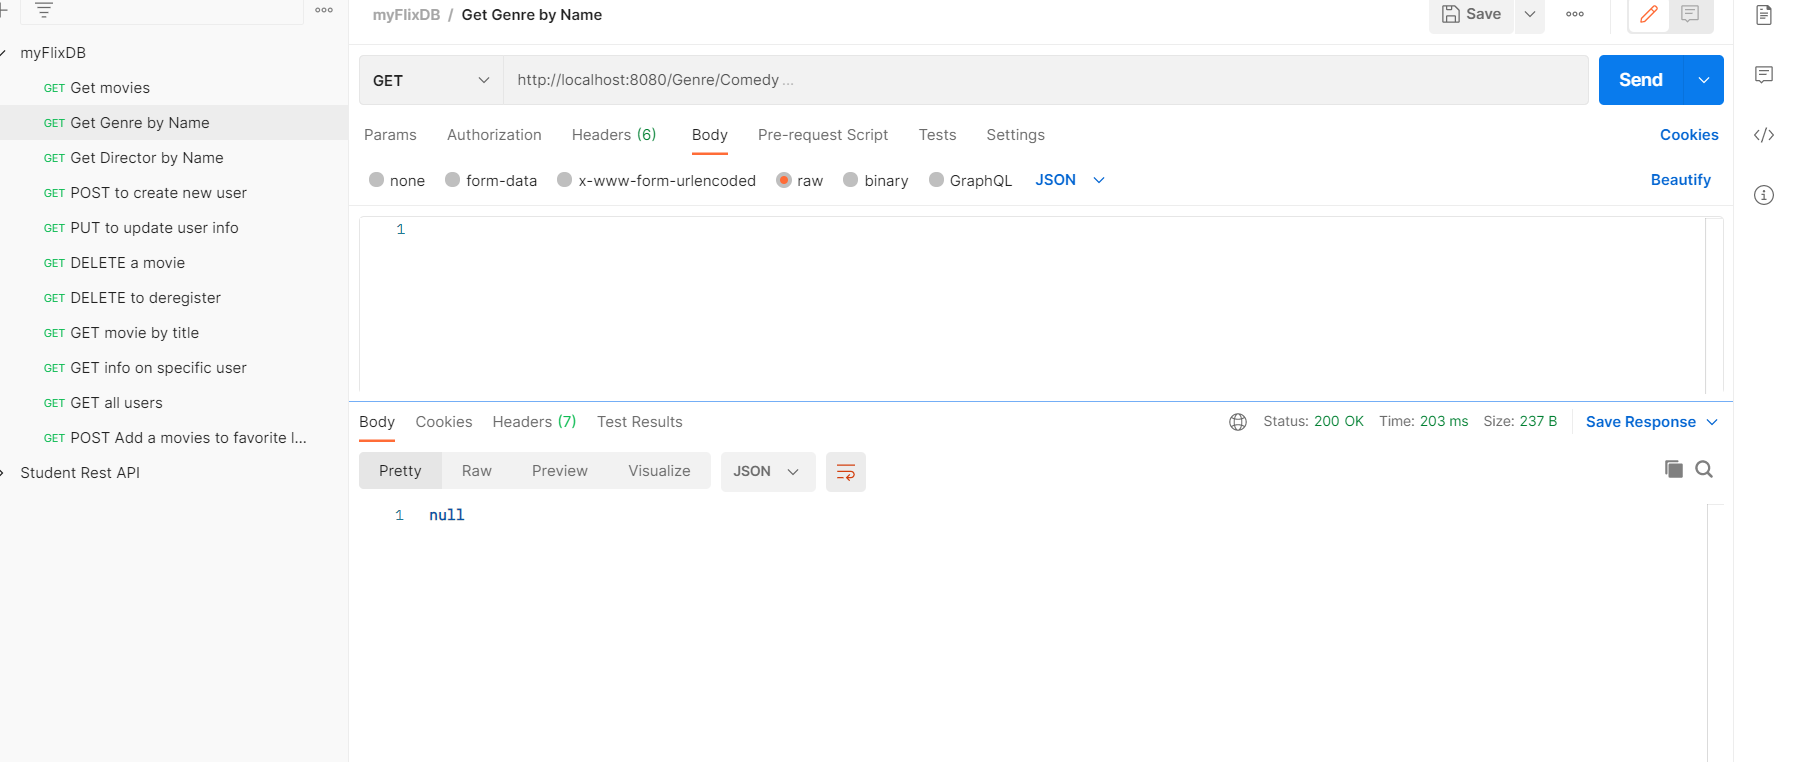 myFlixDB / Get Genre by Name
Save
myFlixDB
GET Get movies
GET Get Genre by Name
GET Get Director by Name
GET POST to create new user
GET PUT to update user info
GET DELETE a movie
GET DELETE to deregister
GET GET movie by title
GET GET info on specific user
GET GET all users
GET POST Add a movies to favorite l...
Student Rest API
GET http://localhost:8080/Genre/Comedy ...
Send
Params Authorization Headers (6) Body Pre-request Script Tests Settings Cookies
none form-data x-www-form-urlencoded raw binary GraphQL JSON Beautify
1
Body Cookies Headers (7) Test Results Status: 200 OK Time: 203 ms Size: 237 B Save Response
Pretty Raw Preview Visualize JSON
1 null